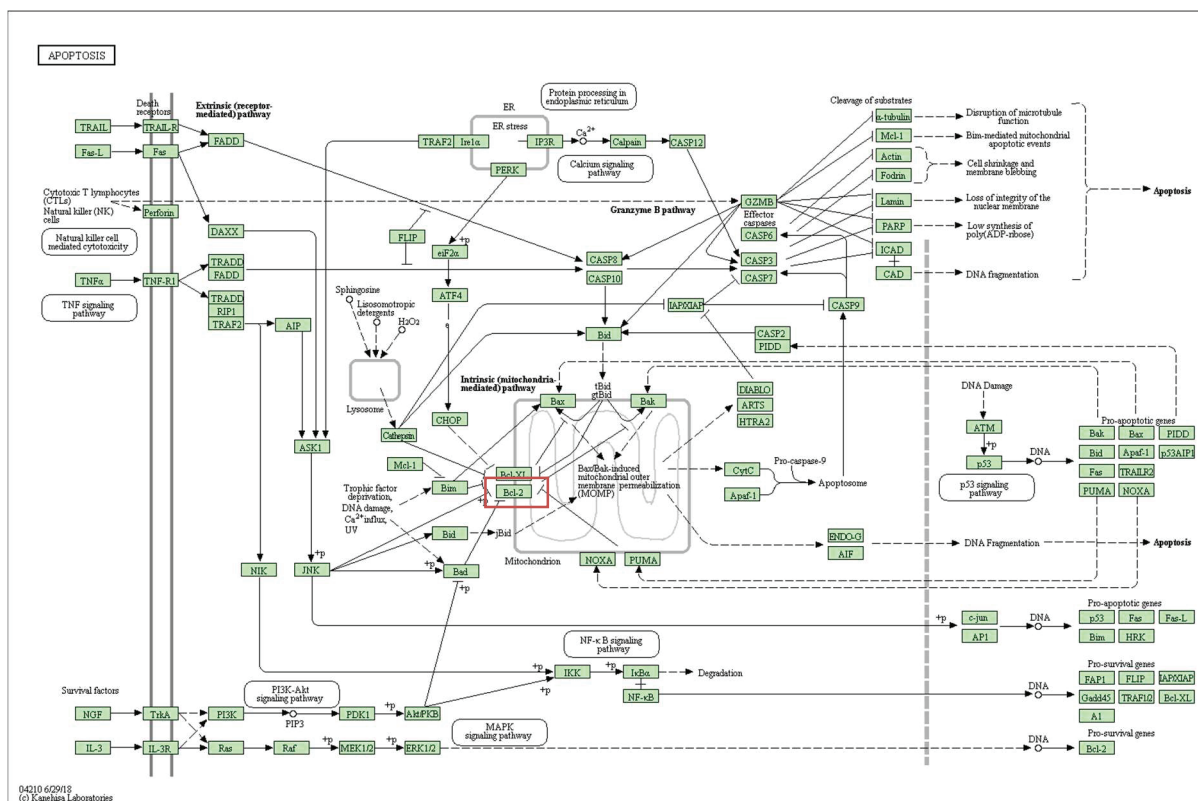 APOPTOSIS
Death receptors
Extrinsic (receptor-
mediated) pathway
TRAIL
TRAIL-R
Fas-L
Fas
FADD
Cytotoxic T lymphocytes
(CTLs)
Natural killer (NK)
cells
Perforin
Natural killer cell
mediated cytotoxicity
DAXX
TNFα
TNF-R1
TRADD
FADD
TNF signaling
pathway
TRADD
RIP1
TRAF2
AIP
ER
Protein processing in
endoplasmic reticulum
ER stress
TRAF2
Ire1α
IP3R
Ca²⁺
Calpain
CASP12
PERK
Calcium signaling
pathway
FLIP
+p
eiF2α
ATF4
e
CHOP
Sphingosine
Lisosomotropic
detergents
H₂O₂
Lysosome
Cathepsin
Granzyme B pathway
GZMB
Effector
caspases
CASP6
CASP3
CASP7
CASP8
CASP10
IAP/XIAP
CASP9
Bid
CASP2
PIDD
Cleavage of substrates
α-tubulin
Disruption of microtubule
function
Mcl-1
Bim-mediated mitochondrial
apoptotic events
Actin
Fodrin
Cell shrinkage and
membrane blebbing
Lamin
Loss of integrity of the
nuclear membrane
PARP
Low synthesis of
poly(ADP-ribose)
ICAD
CAD
DNA fragmentation
Apoptosis
Intrinsic (mitochondria-
mediated) pathway
tBid
gtBid
Bax
Bak
DIABLO
ARTS
HTRA2
ASK1
Mcl-1
Bim
Bcl-XL
Bcl-2
+p
Bax/Bak-induced
mitochondrial outer
membrane permeabilization
(MOMP)
CytC
Apaf-1
Pro-caspase-9
Apoptosome
Trophic factor
deprivation,
DNA damage,
Ca²⁺ influx,
UV
Bid
jBid
Mitochondrion
NOXA
PUMA
ENDO-G
AIF
DNA Fragmentation
Apoptosis
DNA Damage
ATM
+p
p53
DNA
p53 signaling
pathway
Pro-apoptotic genes
Bak
Bax
PIDD
Bid
Apaf-1
p53AIP1
Fas
TRAILR2
PUMA
NOXA
NIK
+p
JNK
+p
Bad
+p
+p
c-jun
AP1
DNA
Pro-apoptotic genes
p53
Fas
Fas-L
Bim
HRK
NF-κB signaling
pathway
+p
+p
IKK
+p
IκBα
NF-κB
Degradation
DNA
Pro-survival genes
FAP1
FLIP
IAP/XIAP
Gadd45
TRAF1/2
Bcl-XL
A1
Survival factors
PI3K-Akt
signaling pathway
NGF
TrkA
PI3K
PIP3
PDK1
+p
Akt/PKB
MAPK
signaling pathway
IL-3
IL-3R
Ras
Raf
+p
MEK1/2
+p
ERK1/2
DNA
Pro-survival genes
Bcl-2
04210 6/29/18
(c) Kanehisa Laboratories